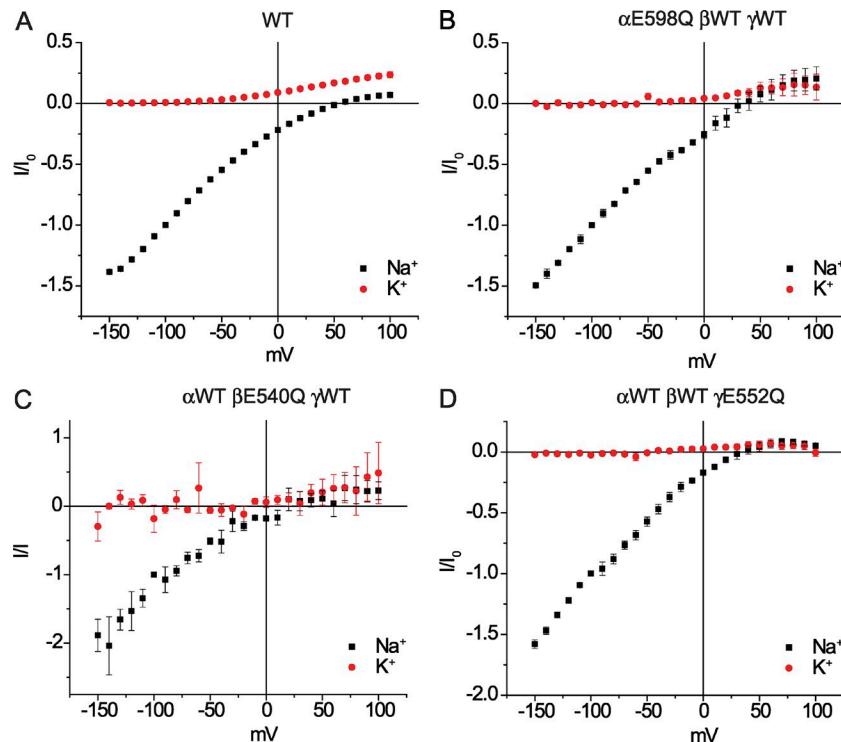 A
WT
0.5
0.0
-0.5
-1.0
-1.5
I/I0
-150 -100 -50 0 50 100
mV
Na+
K+
B
αE598Q βWT γWT
0.5
0.0
-0.5
-1.0
-1.5
I/I0
-150 -100 -50 0 50 100
mV
Na+
K+
C
αWT βE540Q γWT
1
0
-1
-2
I/I
-150 -100 -50 0 50 100
mV
Na+
K+
D
αWT βWT γE552Q
0.0
-0.5
-1.0
-1.5
-2.0
I/I0
-150 -100 -50 0 50 100
mV
Na+
K+